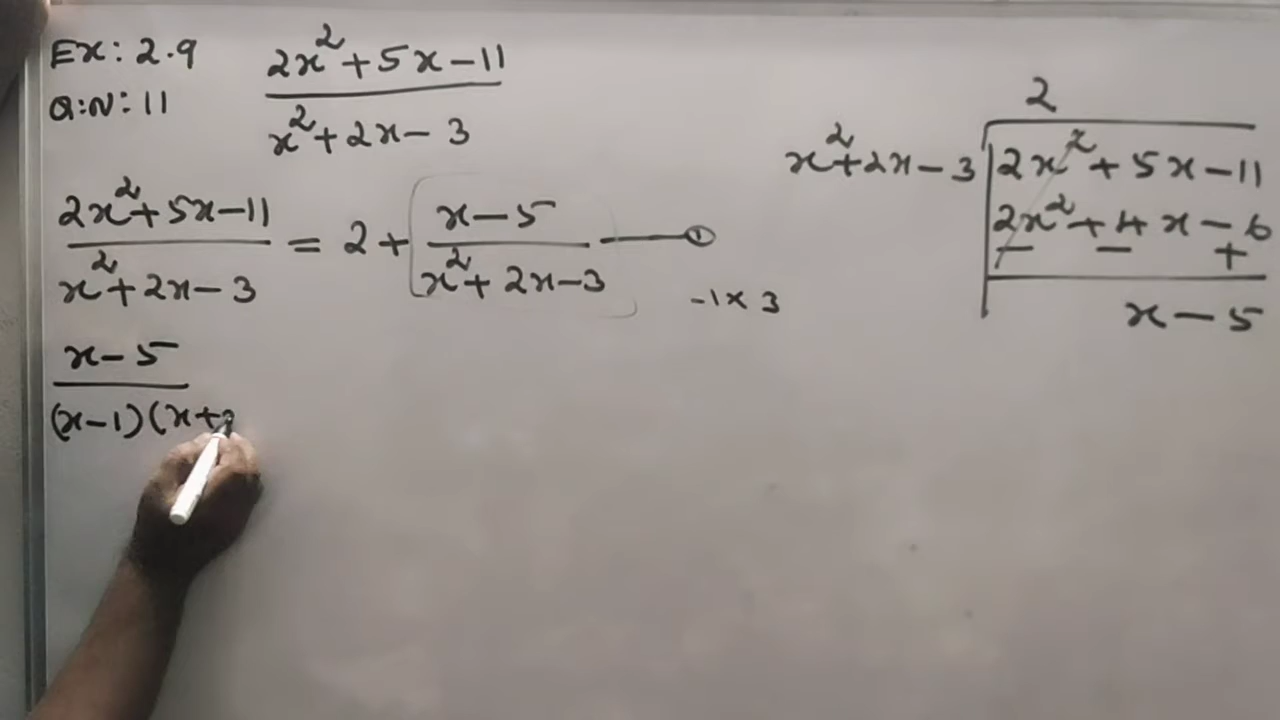 Ex: 2.9
Q:N: 11
2x² + 5x - 11
x² + 2x - 3
2x² + 5x - 11 / x² + 2x - 3 = 2 + ( x - 5 / x² + 2x - 3 ) — ①
-1 × 3
x - 5
(x - 1)(x +
2
x² + 2x - 3 | 2x² + 5x - 11
2x² + 4x - 6
- - +
x - 5